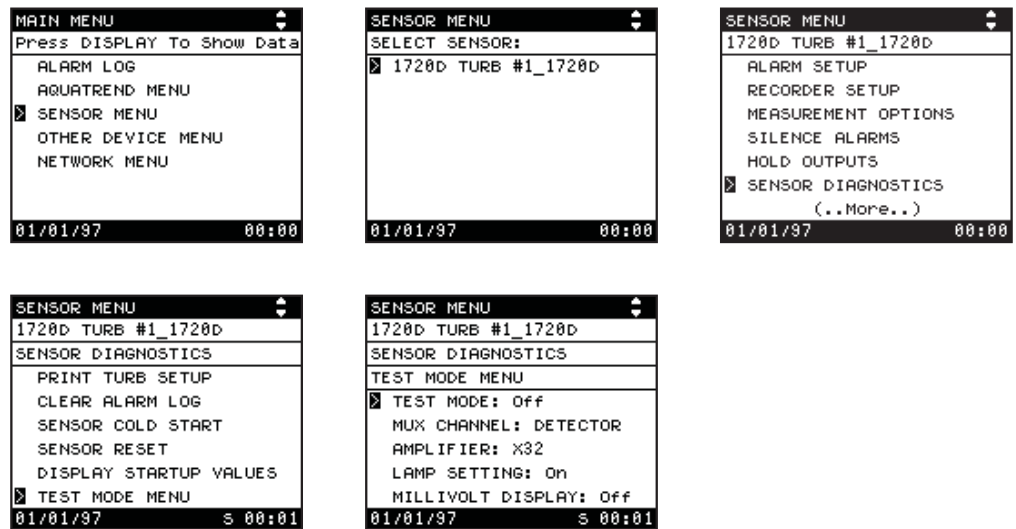 MAIN MENU
Press DISPLAY To Show Data
ALARM LOG
AQUATREND MENU
> SENSOR MENU
OTHER DEVICE MENU
NETWORK MENU
01/01/97 00:00
SENSOR MENU
SELECT SENSOR:
> 1720D TURB #1_1720D
01/01/97 00:00
SENSOR MENU
1720D TURB #1_1720D
ALARM SETUP
RECORDER SETUP
MEASUREMENT OPTIONS
SILENCE ALARMS
HOLD OUTPUTS
> SENSOR DIAGNOSTICS
(..More..)
01/01/97 00:00
SENSOR MENU
1720D TURB #1_1720D
SENSOR DIAGNOSTICS
PRINT TURB SETUP
CLEAR ALARM LOG
SENSOR COLD START
SENSOR RESET
DISPLAY STARTUP VALUES
> TEST MODE MENU
01/01/97 S 00:01
SENSOR MENU
1720D TURB #1_1720D
SENSOR DIAGNOSTICS
TEST MODE MENU
> TEST MODE: Off
MUX CHANNEL: DETECTOR
AMPLIFIER: X32
LAMP SETTING: On
MILLIVOLT DISPLAY: Off
01/01/97 S 00:01